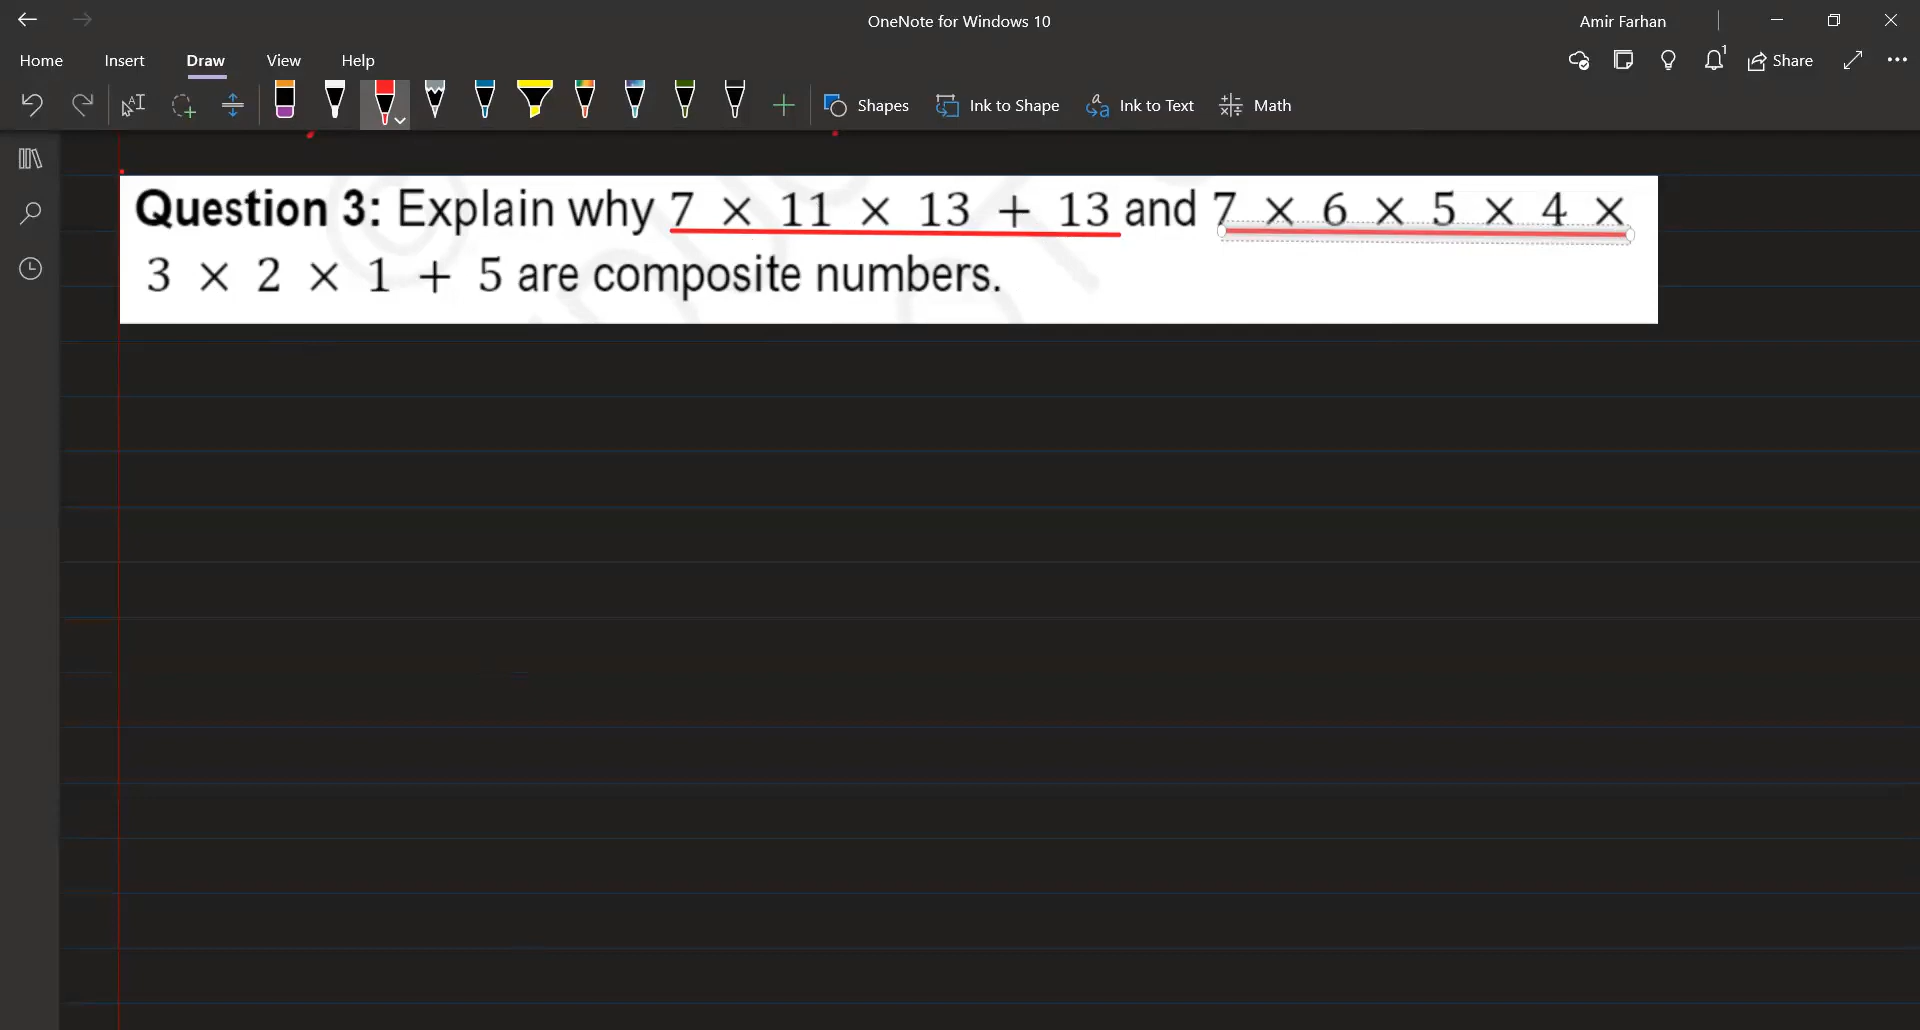 OneNote for Windows 10
Amir Farhan
Home Insert Draw View Help
1
Share
Shapes Ink to Shape Ink to Text Math
Question 3: Explain why 7 × 11 × 13 + 13 and 7 × 6 × 5 × 4 ×
3 × 2 × 1 + 5 are composite numbers.